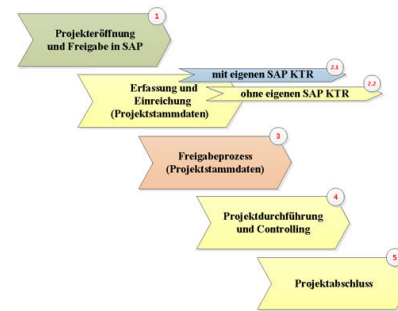 1
Projekteröffnung
und Freigabe in SAP
2.1
mit eigenen SAP KTR
2.2
ohne eigenen SAP KTR
Erfassung und
Einreichung
(Projektstammdaten)
3
Freigabeprozess
(Projektstammdaten)
4
Projektdurchführung
und Controlling
5
Projektabschluss